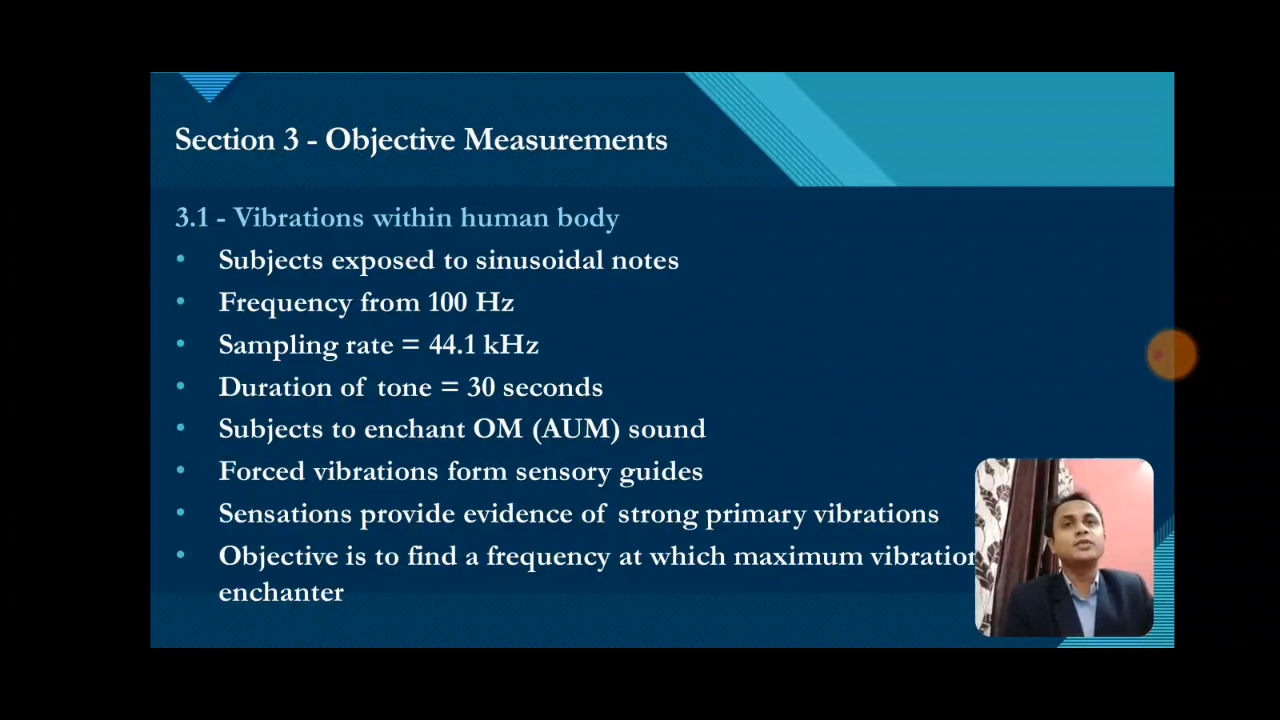 Section 3 - Objective Measurements
3.1 - Vibrations within human body
• Subjects exposed to sinusoidal notes
• Frequency from 100 Hz
• Sampling rate = 44.1 kHz
• Duration of tone = 30 seconds
• Subjects to enchant OM (AUM) sound
• Forced vibrations form sensory guides
• Sensations provide evidence of strong primary vibrations
• Objective is to find a frequency at which maximum
enchanter